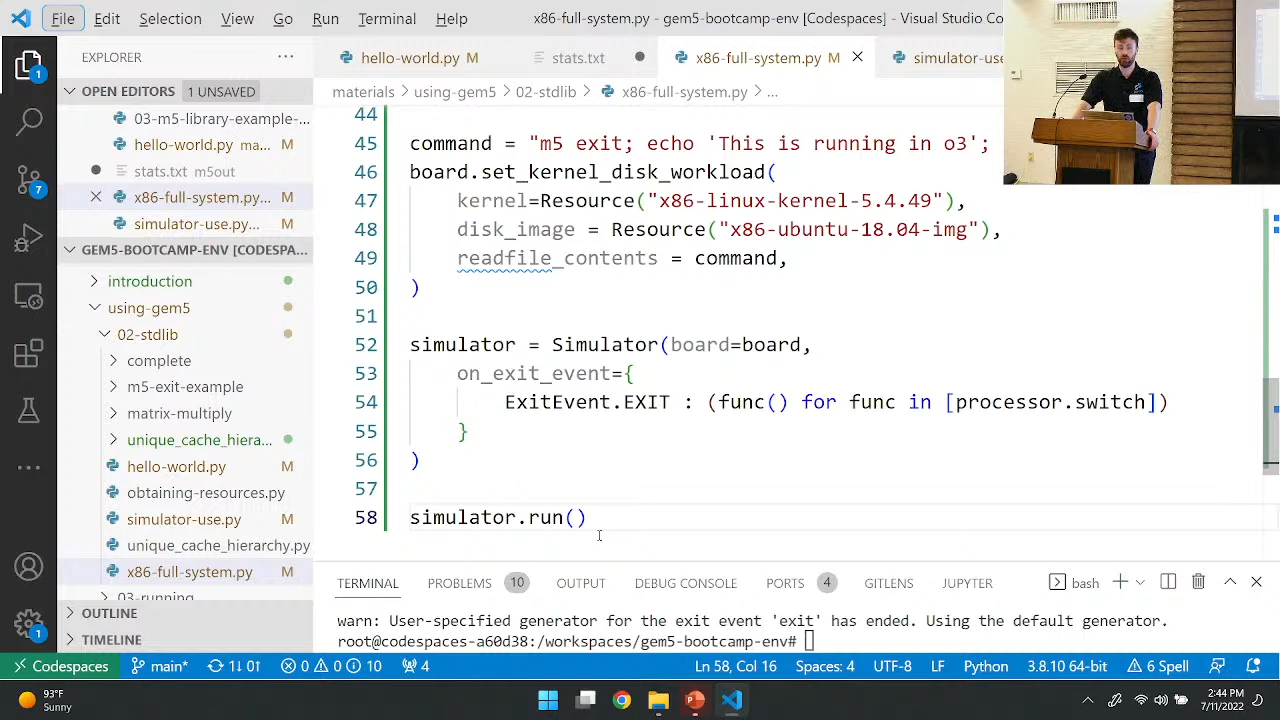 File Edit Selection View Go Run Terminal Help
x86-full-system.py - gem5-bootcamp-env [Codespaces] - Visual Studio Co
EXPLORER
OPEN EDITORS 1 UNSAVED
03-m5-library-example-...
hello-world.py ma... M
stats.txt m5out
x86-full-system.py... M
simulator-use.py... M
GEM5-BOOTCAMP-ENV [CODESPA...
introduction
using-gem5
02-stdlib
complete
m5-exit-example
matrix-multiply
unique_cache_hiera...
hello-world.py M
obtaining-resources.py
simulator-use.py M
unique_cache_hierarchy.py
x86-full-system.py M
03-running
OUTLINE
TIMELINE
1
7
1
hello-world.py M
stats.txt
x86-full-system.py M
simulator-use
materials > using-gem5 > 02-stdlib > x86-full-system.py > ...
44
45 command = "m5 exit; echo 'This is running in o3';
46 board.set_kernel_disk_workload(
47 kernel=Resource("x86-linux-kernel-5.4.49"),
48 disk_image = Resource("x86-ubuntu-18.04-img"),
49 readfile_contents = command,
50 )
51
52 simulator = Simulator(board=board,
53 on_exit_event={
54 ExitEvent.EXIT : (func() for func in [processor.switch])
55 }
56 )
57
58 simulator.run()
TERMINAL PROBLEMS 10 OUTPUT DEBUG CONSOLE PORTS 4 GITLENS JUPYTER bash
warn: User-specified generator for the exit event 'exit' has ended. Using the default generator.
root@codespaces-a60d38:/workspaces/gem5-bootcamp-env#
Codespaces main* 1↓ 0↑ 0 0 10 4 Ln 58, Col 16 Spaces: 4 UTF-8 LF Python 3.8.10 64-bit 6 Spell
93°F
Sunny
2:44 PM
7/11/2022